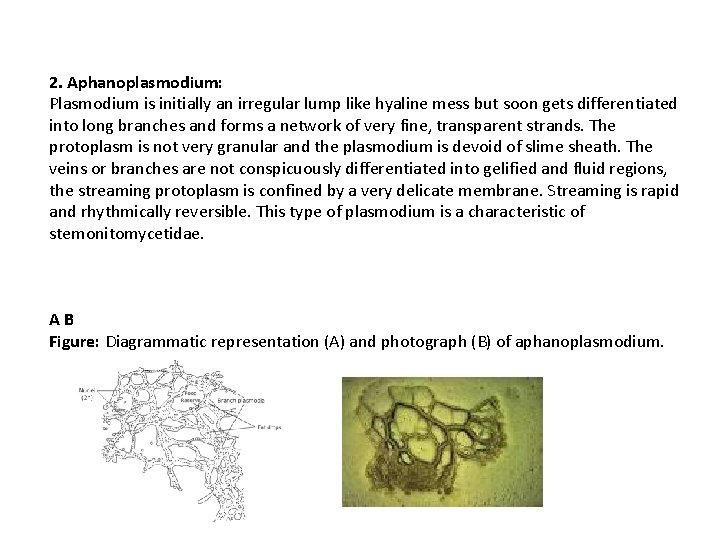 2. Aphanoplasmodium:
Plasmodium is initially an irregular lump like hyaline mess but soon gets differentiated
into long branches and forms a network of very fine, transparent strands. The
protoplasm is not very granular and the plasmodium is devoid of slime sheath. The
veins or branches are not conspicuously differentiated into gelified and fluid regions,
the streaming protoplasm is confined by a very delicate membrane. Streaming is rapid
and rhythmically reversible. This type of plasmodium is a characteristic of
stemonitomycetidae.
A B
Figure: Diagrammatic representation (A) and photograph (B) of aphanoplasmodium.
Nuclei
(2n)
Food
Reserve
Branch plasmodia